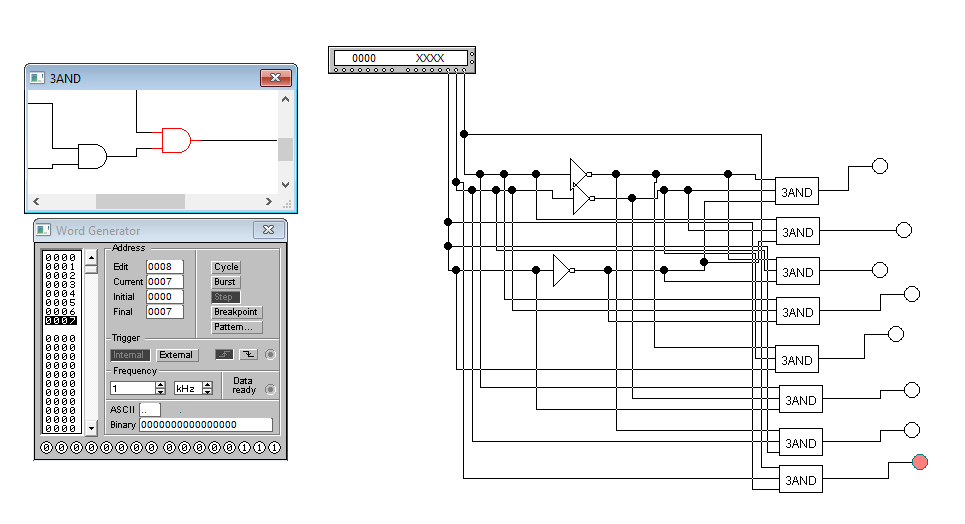 0000 XXXX
3AND
Word Generator
0000
0001
0002
0003
0004
0005
0006
0007
0000
0000
0000
0000
0000
0000
0000
0000
0000
0000
0000
Address
Edit 0008
Current 0007
Initial 0000
Final 0007
Cycle
Burst
Step
Breakpoint
Pattern...
Trigger
Internal External
Frequency
1 kHz
Data
ready
ASCII ..
Binary 0000000000000000
0 0 0 0 0 0 0 0 0 0 0 0 0 1 1 1
3AND
3AND
3AND
3AND
3AND
3AND
3AND
3AND